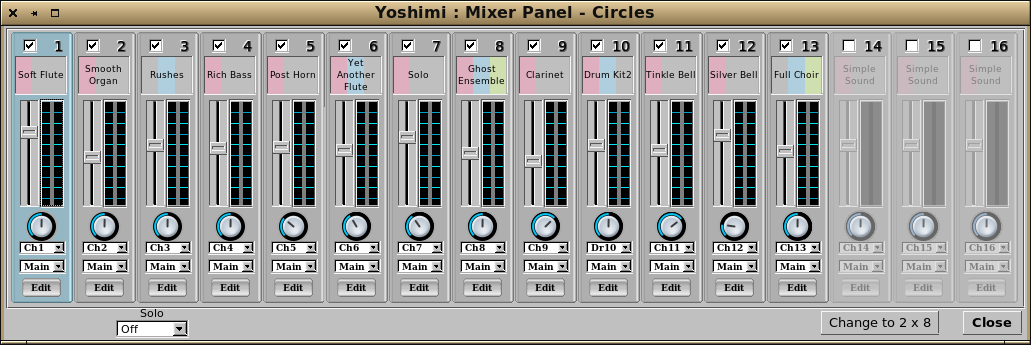 Yoshimi : Mixer Panel - Circles
1 2 3 4 5 6 7 8 9 10 11 12 13 14 15 16
Soft Flute
Smooth
Organ
Rushes
Rich Bass
Post Horn
Yet
Another
Flute
Solo
Ghost
Ensemble
Clarinet
Drum Kit2
Tinkle Bell
Silver Bell
Full Choir
Simple
Sound
Simple
Sound
Simple
Sound
Ch1 Ch2 Ch3 Ch4 Ch5 Ch6 Ch7 Ch8 Ch9 Dr10 Ch11 Ch12 Ch13 Ch14 Ch15 Ch16
Main Main Main Main Main Main Main Main Main Main Main Main Main Main Main Main
Edit Edit Edit Edit Edit Edit Edit Edit Edit Edit Edit Edit Edit Edit Edit Edit
Solo
Off
Change to 2 x 8
Close